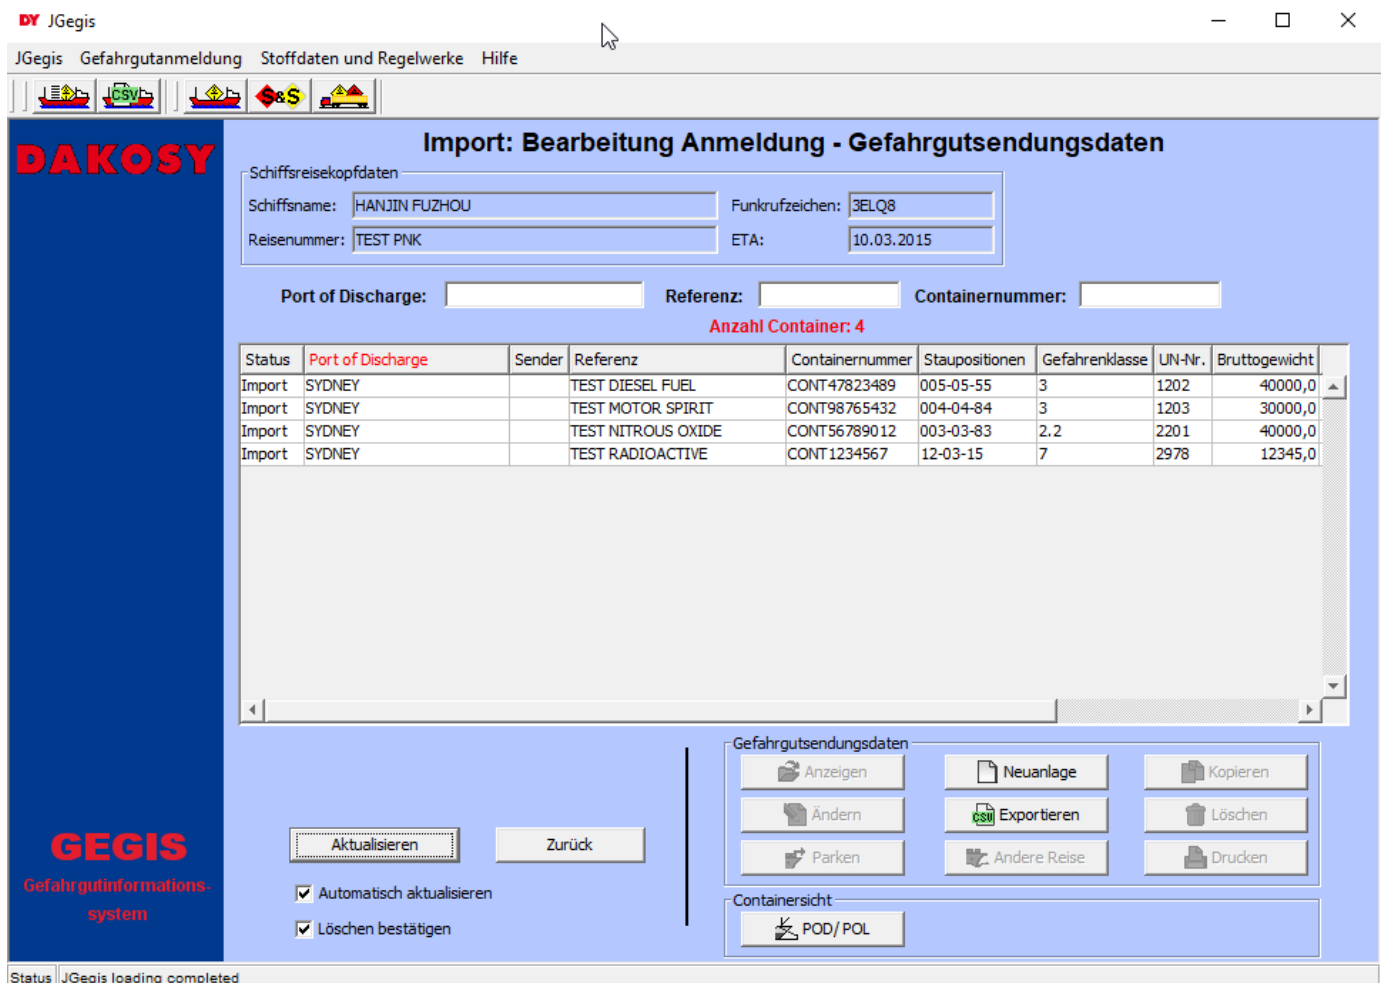 DY JGegis
JGegis Gefahrgutanmeldung Stoffdaten und Regelwerke Hilfe
CSV S&S
DAKOSY
Import: Bearbeitung Anmeldung - Gefahrgutsendungsdaten
Schiffsreisekopfdaten
Schiffsname: HANJIN FUZHOU Funkrufzeichen: 3ELQ8
Reisenummer: TEST PNK ETA: 10.03.2015
Port of Discharge: Referenz: Containernummer:
Anzahl Container: 4
Status Port of Discharge Sender Referenz Containernummer Staupositionen Gefahrenklasse UN-Nr. Bruttogewicht
Import SYDNEY TEST DIESEL FUEL CONT47823489 005-05-55 3 1202 40000,0
Import SYDNEY TEST MOTOR SPIRIT CONT98765432 004-04-84 3 1203 30000,0
Import SYDNEY TEST NITROUS OXIDE CONT56789012 003-03-83 2.2 2201 40000,0
Import SYDNEY TEST RADIOACTIVE CONT1234567 12-03-15 7 2978 12345,0
Gefahrgutsendungsdaten
Anzeigen Neuanlage Kopieren
Ändern CSV Exportieren Löschen
Parken Andere Reise Drucken
Aktualisieren Zurück
Automatisch aktualisieren
Löschen bestätigen
Containersicht
POD/POL
GEGIS
Gefahrgutinformations-
system
Status JGegis loading completed